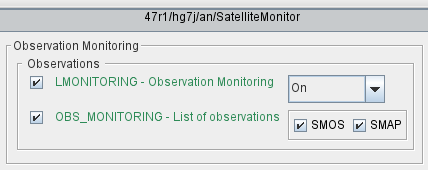 47r1/hg7j/an/SatelliteMonitor
Observation Monitoring
Observations
LMONITORING - Observation Monitoring On
OBS_MONITORING - List of observations SMOS SMAP